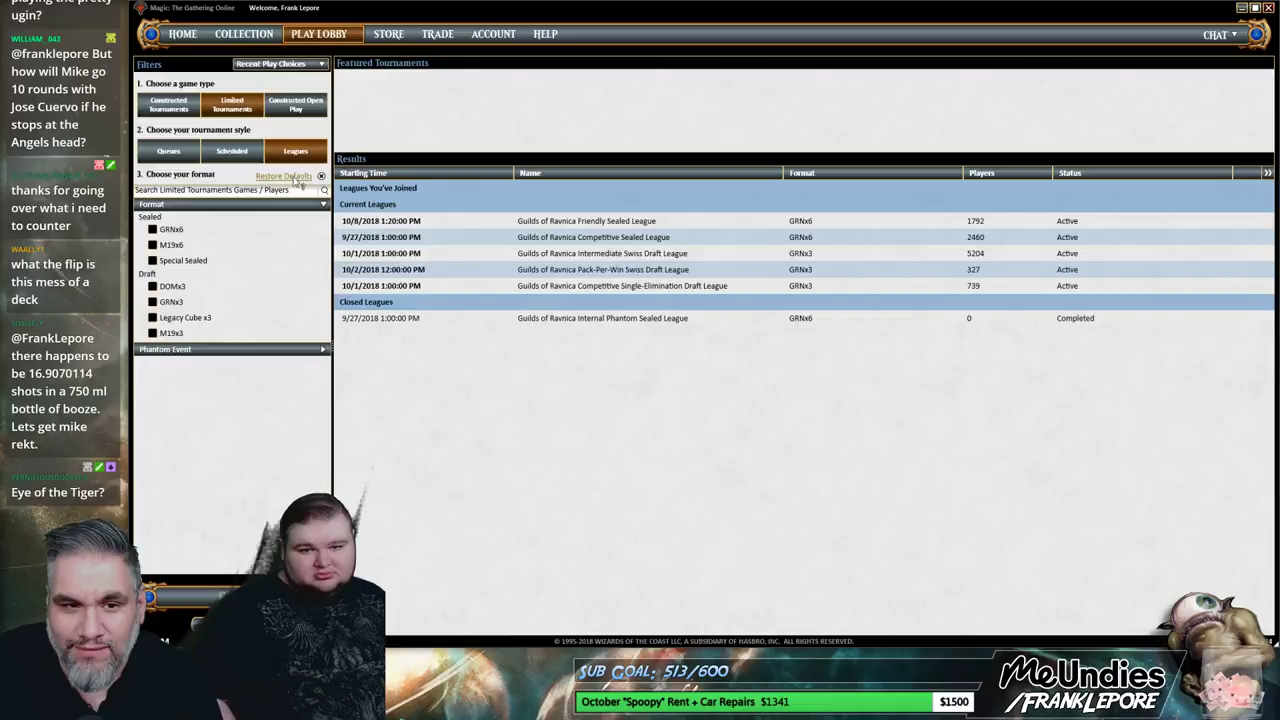 playing the pretty
ugin?
WILLIAM_043
@franklepore But
how will Mike go
10 rounds with
Jose Cuervo if he
stops at the
Angels head?
thanks for going
over what i need
to counter
WAALLY1
what the flip is
this mess of a
deck
@FrankLepore
there happens to
be 16.9070114
shots in a 750 ml
bottle of booze.
Lets get mike
rekt.
Eye of the Tiger?
Magic: The Gathering Online Welcome, Frank Lepore
HOME COLLECTION PLAY LOBBY STORE TRADE ACCOUNT HELP CHAT
Filters Recent Play Choices
1. Choose a game type
Constructed Tournaments Limited Tournaments Constructed Open Play
2. Choose your tournament style
Queues Scheduled Leagues
3. Choose your format Restore Defaults
Search Limited Tournaments Games / Players
Format
Sealed
GRNx6
M19x6
Special Sealed
Draft
DOMx3
GRNx3
Legacy Cube x3
M19x3
Phantom Event
Featured Tournaments
Results
Starting Time Name Format Players Status
Leagues You've Joined
Current Leagues
10/8/2018 1:20:00 PM Guilds of Ravnica Friendly Sealed League GRNx6 1792 Active
9/27/2018 1:00:00 PM Guilds of Ravnica Competitive Sealed League GRNx6 2460 Active
10/1/2018 1:00:00 PM Guilds of Ravnica Intermediate Swiss Draft League GRNx3 5204 Active
10/2/2018 12:00:00 PM Guilds of Ravnica Pack-Per-Win Swiss Draft League GRNx3 327 Active
10/1/2018 1:00:00 PM Guilds of Ravnica Competitive Single-Elimination Draft League GRNx3 739 Active
Closed Leagues
9/27/2018 1:00:00 PM Guilds of Ravnica Internal Phantom Sealed League GRNx6 0 Completed
© 1995-2018 WIZARDS OF THE COAST LLC, A SUBSIDIARY OF HASBRO, INC. ALL RIGHTS RESERVED.
SUB GOAL: 513/600
October "Spoopy" Rent + Car Repairs $1341 $1500
MeUndies
/FRANKLEPORE